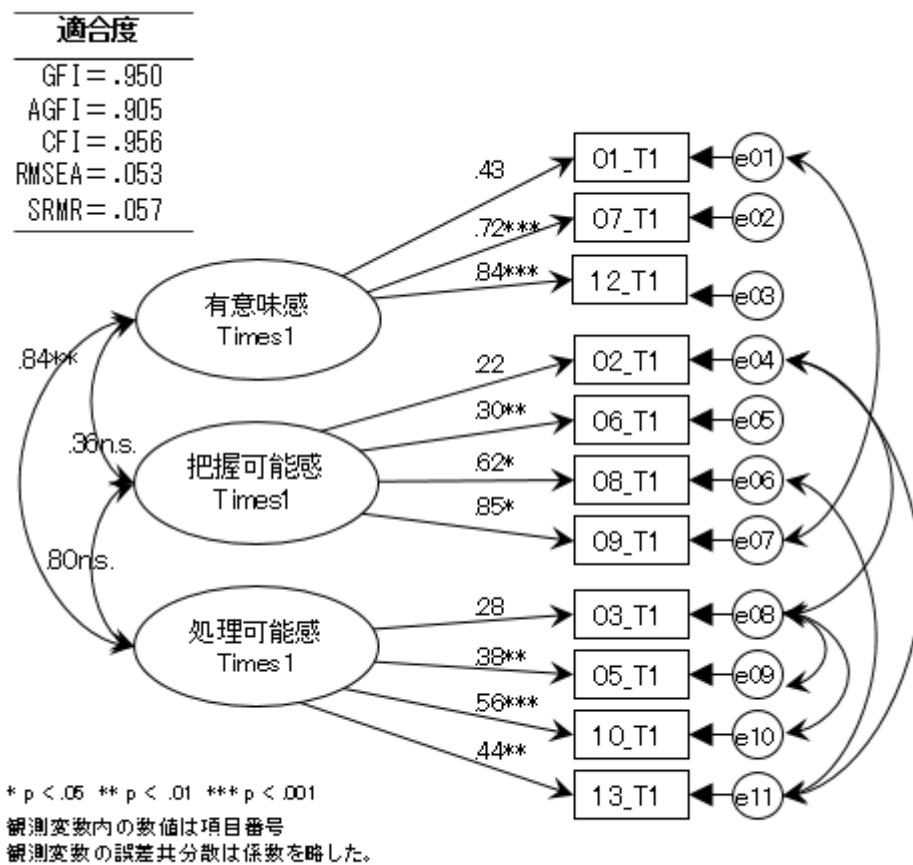 適合度
GFI=.950
AGFI=.905
CFI=.956
RMSEA=.053
SRMR=.057
.43
01_T1
e01
.72***
07_T1
e02
.84***
12_T1
e03
有意味感
Times1
.84**
.22
02_T1
e04
.30**
06_T1
e05
.36n.s.
把握可能感
Times1
.62*
08_T1
e06
.85*
09_T1
e07
.80n.s.
.28
03_T1
e08
処理可能感
Times1
.38**
05_T1
e09
.56***
10_T1
e10
.44**
13_T1
e11
* p <.05 ** p < .01 *** p < .001
観測変数内の数値は項目番号
観測変数の誤差共分散は係数を略した。